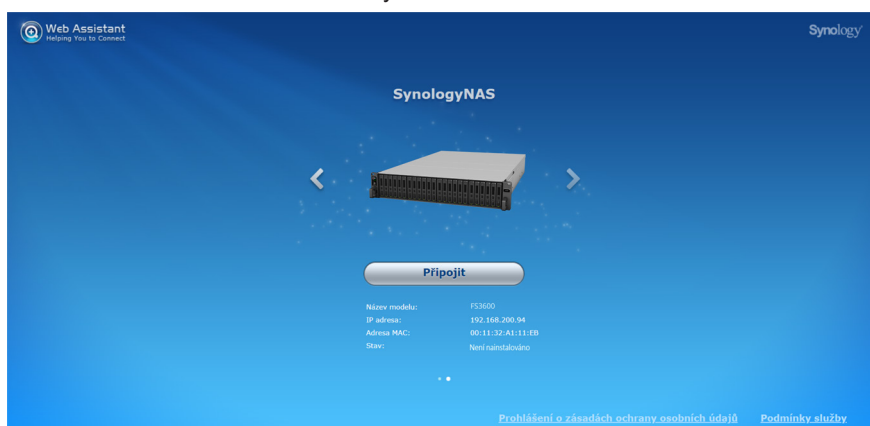 Web Assistant
Helping You to Connect
Synology
SynologyNAS
Připojit
Název modelu: FS3600
IP adresa: 192.168.200.94
Adresa MAC: 00:11:32:A1:11:EB
Stav: Není nainstalováno
Prohlášení o zásadách ochrany osobních údajů Podmínky služby